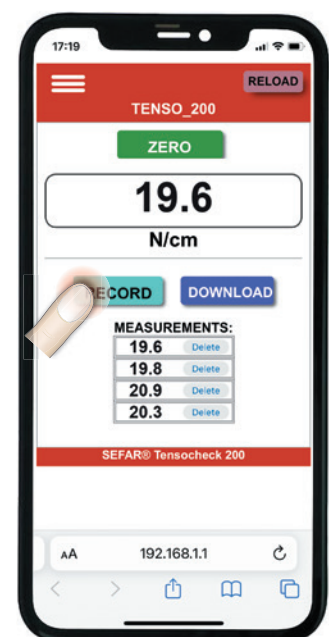 17:19
RELOAD
TENSO_200
ZERO
19.6
N/cm
RECORD DOWNLOAD
MEASUREMENTS:
19.6 Delete
19.8 Delete
20.9 Delete
20.3 Delete
SEFAR® Tensocheck 200
AA 192.168.1.1